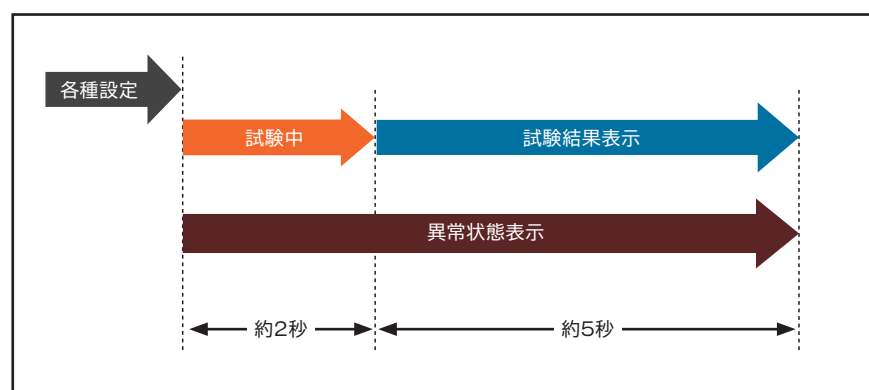 各種設定
試験中
試験結果表示
異常状態表示
約2秒
約5秒